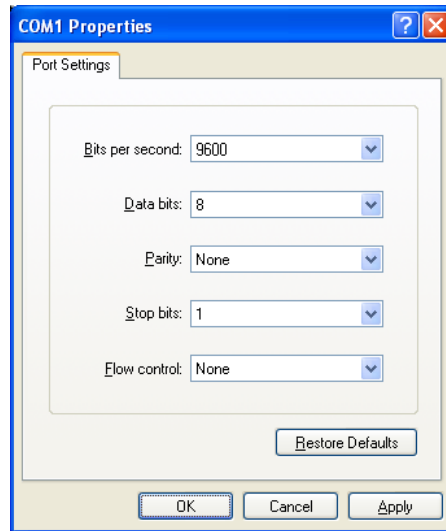 COM1 Properties
Port Settings
Bits per second: 9600
Data bits: 8
Parity: None
Stop bits: 1
Flow control: None
Restore Defaults
OK Cancel Apply